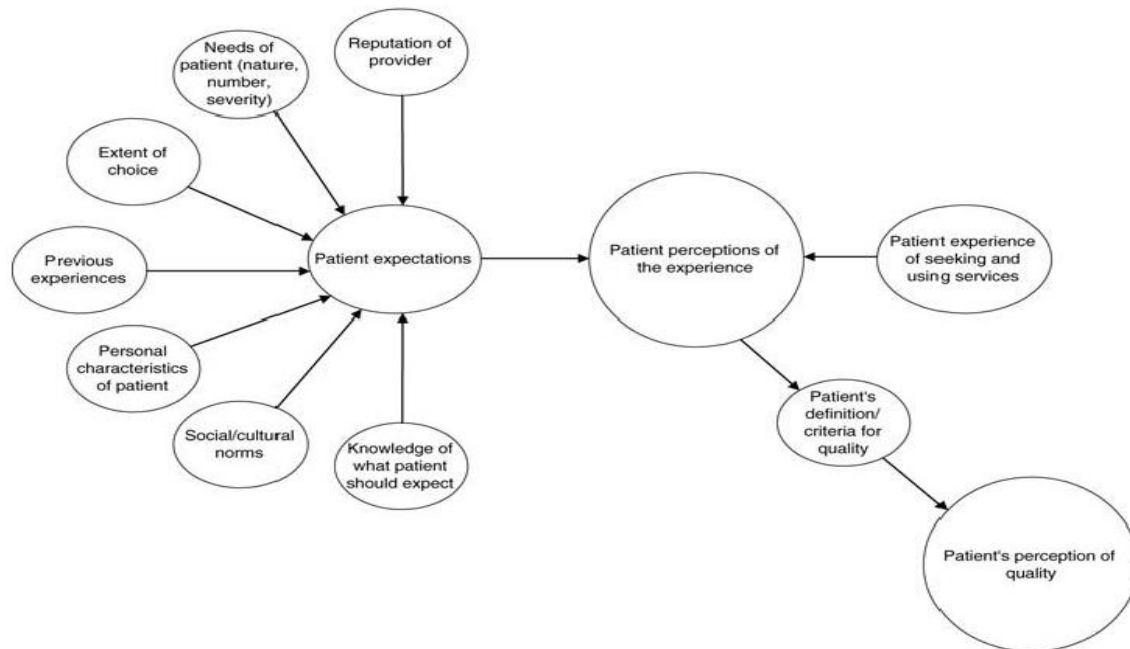 Needs of
patient (nature,
number,
severity)
Reputation of
provider
Extent of
choice
Previous
experiences
Patient expectations
Personal
characteristics
of patient
Social/cultural
norms
Knowledge of
what patient
should expect
Patient perceptions of
the experience
Patient experience
of seeking and
using services
Patient's
definition/
criteria for
quality
Patient's perception of
quality